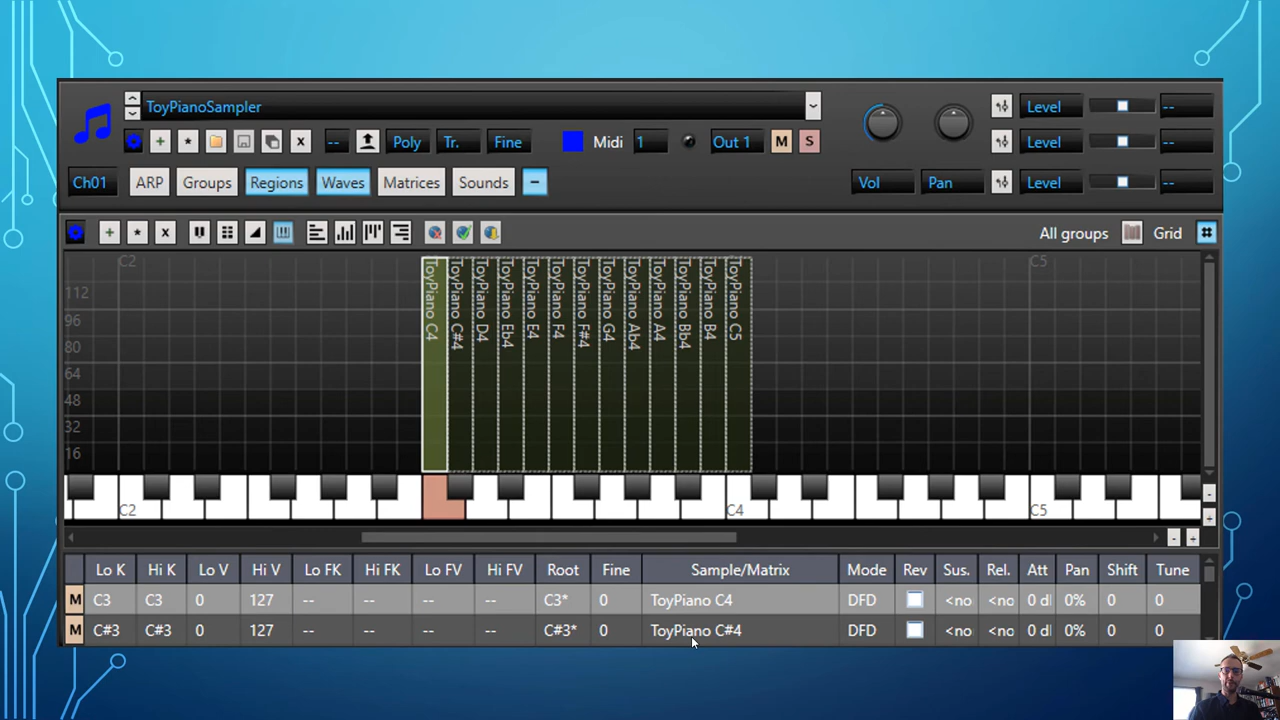 ToyPianoSampler
Level --
-- Poly Tr. Fine Midi 1 Out 1 M S Level --
Ch01 ARP Groups Regions Waves Matrices Sounds Vol Pan Level --
All groups Grid
C2 C5
112
96
80
64
48
32
16
ToyPiano C4
ToyPiano C#4
ToyPiano D4
ToyPiano Eb4
ToyPiano E4
ToyPiano F4
ToyPiano F#4
ToyPiano G4
ToyPiano Ab4
ToyPiano A4
ToyPiano Bb4
ToyPiano B4
ToyPiano C5
C2 C4 C5
Lo K Hi K Lo V Hi V Lo FK Hi FK Lo FV Hi FV Root Fine Sample/Matrix Mode Rev Sus. Rel. Att Pan Shift Tune
M C3 C3 0 127 -- -- -- -- C3* 0 ToyPiano C4 DFD <no <no 0 dl 0% 0 0
M C#3 C#3 0 127 -- -- -- -- C#3* 0 ToyPiano C#4 DFD <no <no 0 dl 0% 0 0